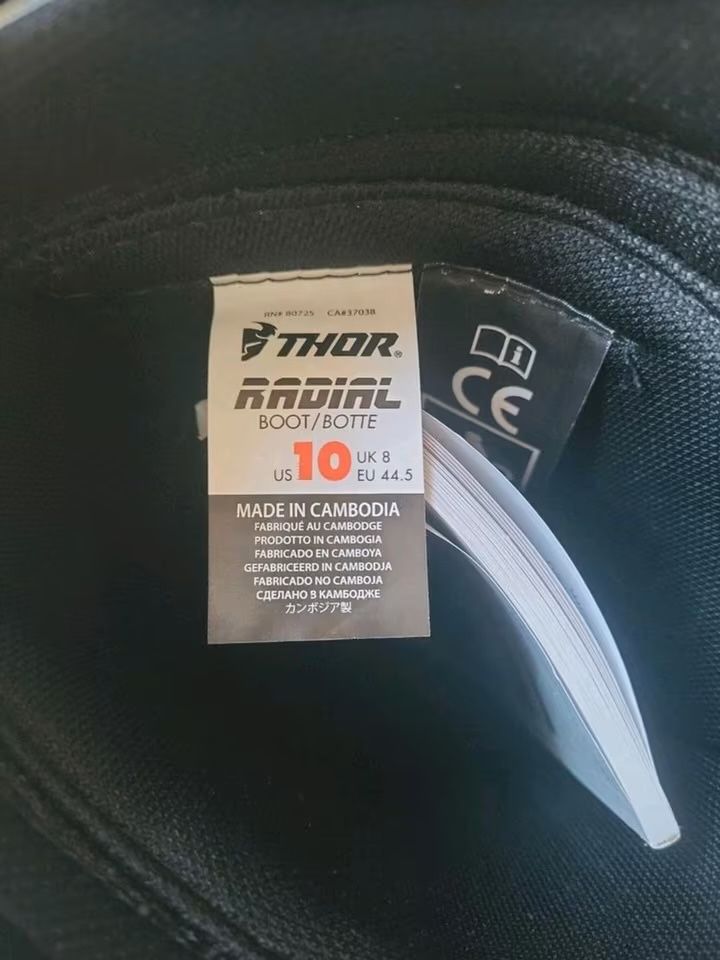 RN# 80725 CA#37038
THOR®
RADIAL
BOOT/BOTTE
US 10 UK 8
EU 44.5
MADE IN CAMBODIA
FABRIQUÉ AU CAMBODGE
PRODOTTO IN CAMBOGIA
FABRICADO EN CAMBOYA
GEFABRICEERD IN CAMBODJA
FABRICADO NO CAMBOJA
СДЕЛАНО В КАМБОДЖЕ
カンボジア製
i
CE